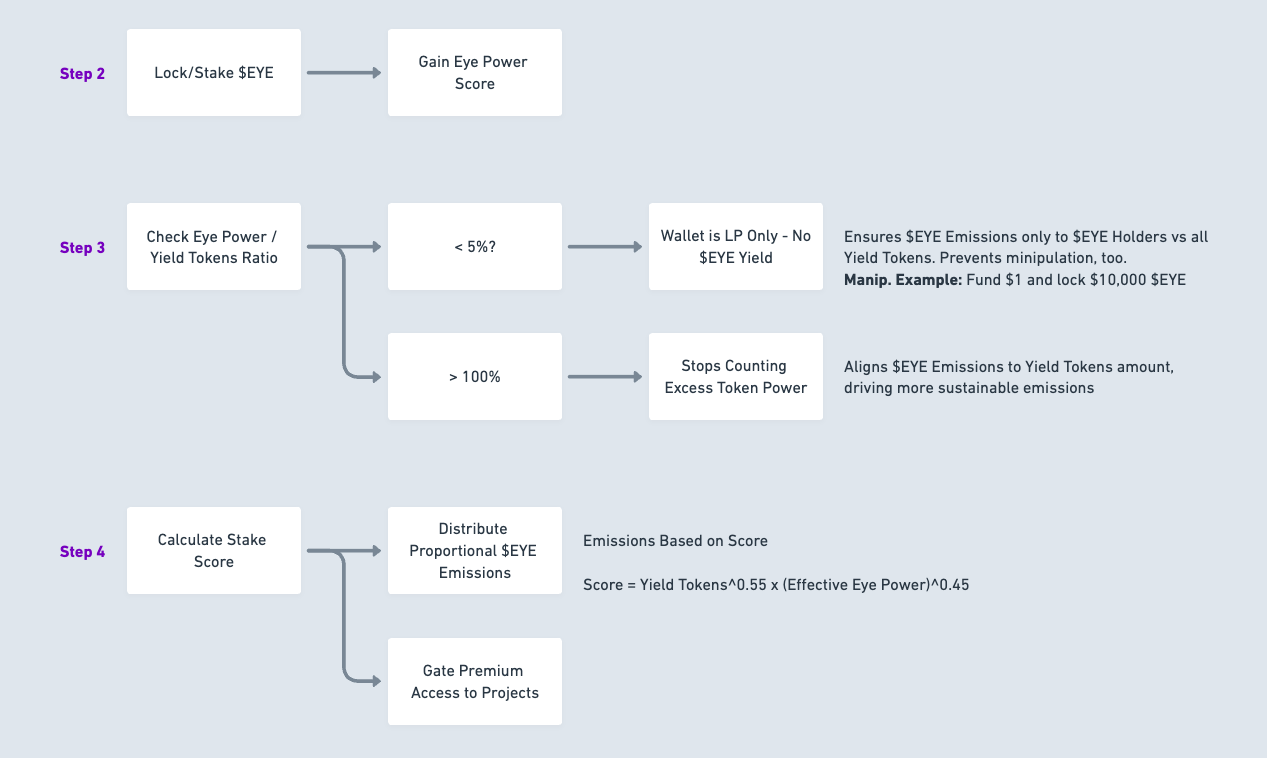 Step 2
Lock/Stake $EYE
Gain Eye Power
Score
Step 3
Check Eye Power /
Yield Tokens Ratio
< 5%?
Wallet is LP Only - No
$EYE Yield
Ensures $EYE Emissions only to $EYE Holders vs all
Yield Tokens. Prevents minipulation, too.
Manip. Example: Fund $1 and lock $10,000 $EYE
> 100%
Stops Counting
Excess Token Power
Aligns $EYE Emissions to Yield Tokens amount,
driving more sustainable emissions
Step 4
Calculate Stake
Score
Distribute
Proportional $EYE
Emissions
Emissions Based on Score
Score = Yield Tokens^0.55 x (Effective Eye Power)^0.45
Gate Premium
Access to Projects